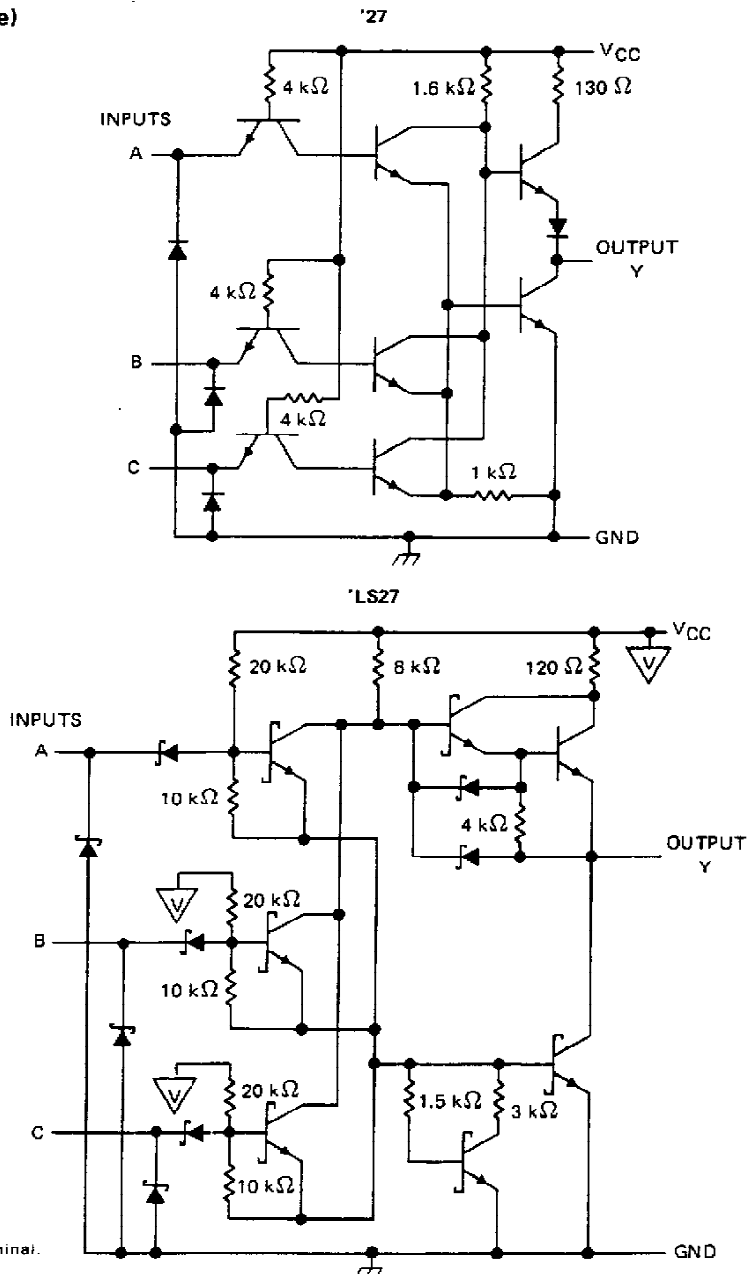 e)
'27
VCC
4 kΩ
1.6 kΩ
130 Ω
INPUTS
A
OUTPUT
Y
4 kΩ
B
4 kΩ
C
1 kΩ
GND
'LS27
VCC
20 kΩ
8 kΩ
120 Ω
V
INPUTS
A
10 kΩ
4 kΩ
OUTPUT
Y
V
20 kΩ
B
10 kΩ
V
20 kΩ
1.5 kΩ
3 kΩ
C
10 kΩ
inal.
GND